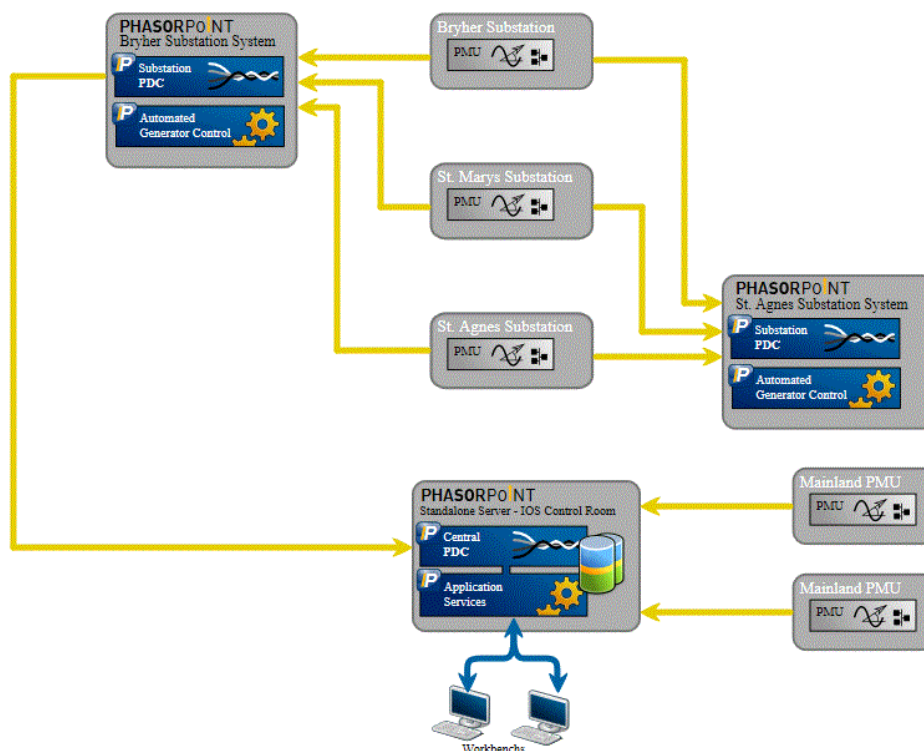 PHASORPOINT
Bryher Substation System
Substation
PDC
Automated
Generator Control
Bryher Substation
PMU
St. Marys Substation
PMU
St. Agnes Substation
PMU
PHASORPOINT
St. Agnes Substation System
Substation
PDC
Automated
Generator Control
PHASORPOINT
Standalone Server - IOS Control Room
Central
PDC
Application
Services
Mainland PMU
PMU
Mainland PMU
PMU
Workbenchs